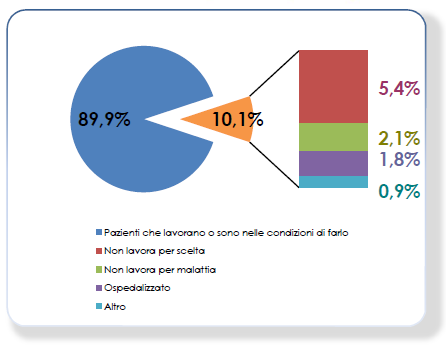 89,9%
10,1%
5,4%
2,1%
1,8%
0,9%
Pazienti che lavorano o sono nelle condizioni di farlo
Non lavora per scelta
Non lavora per malattia
Ospedalizzato
Altro